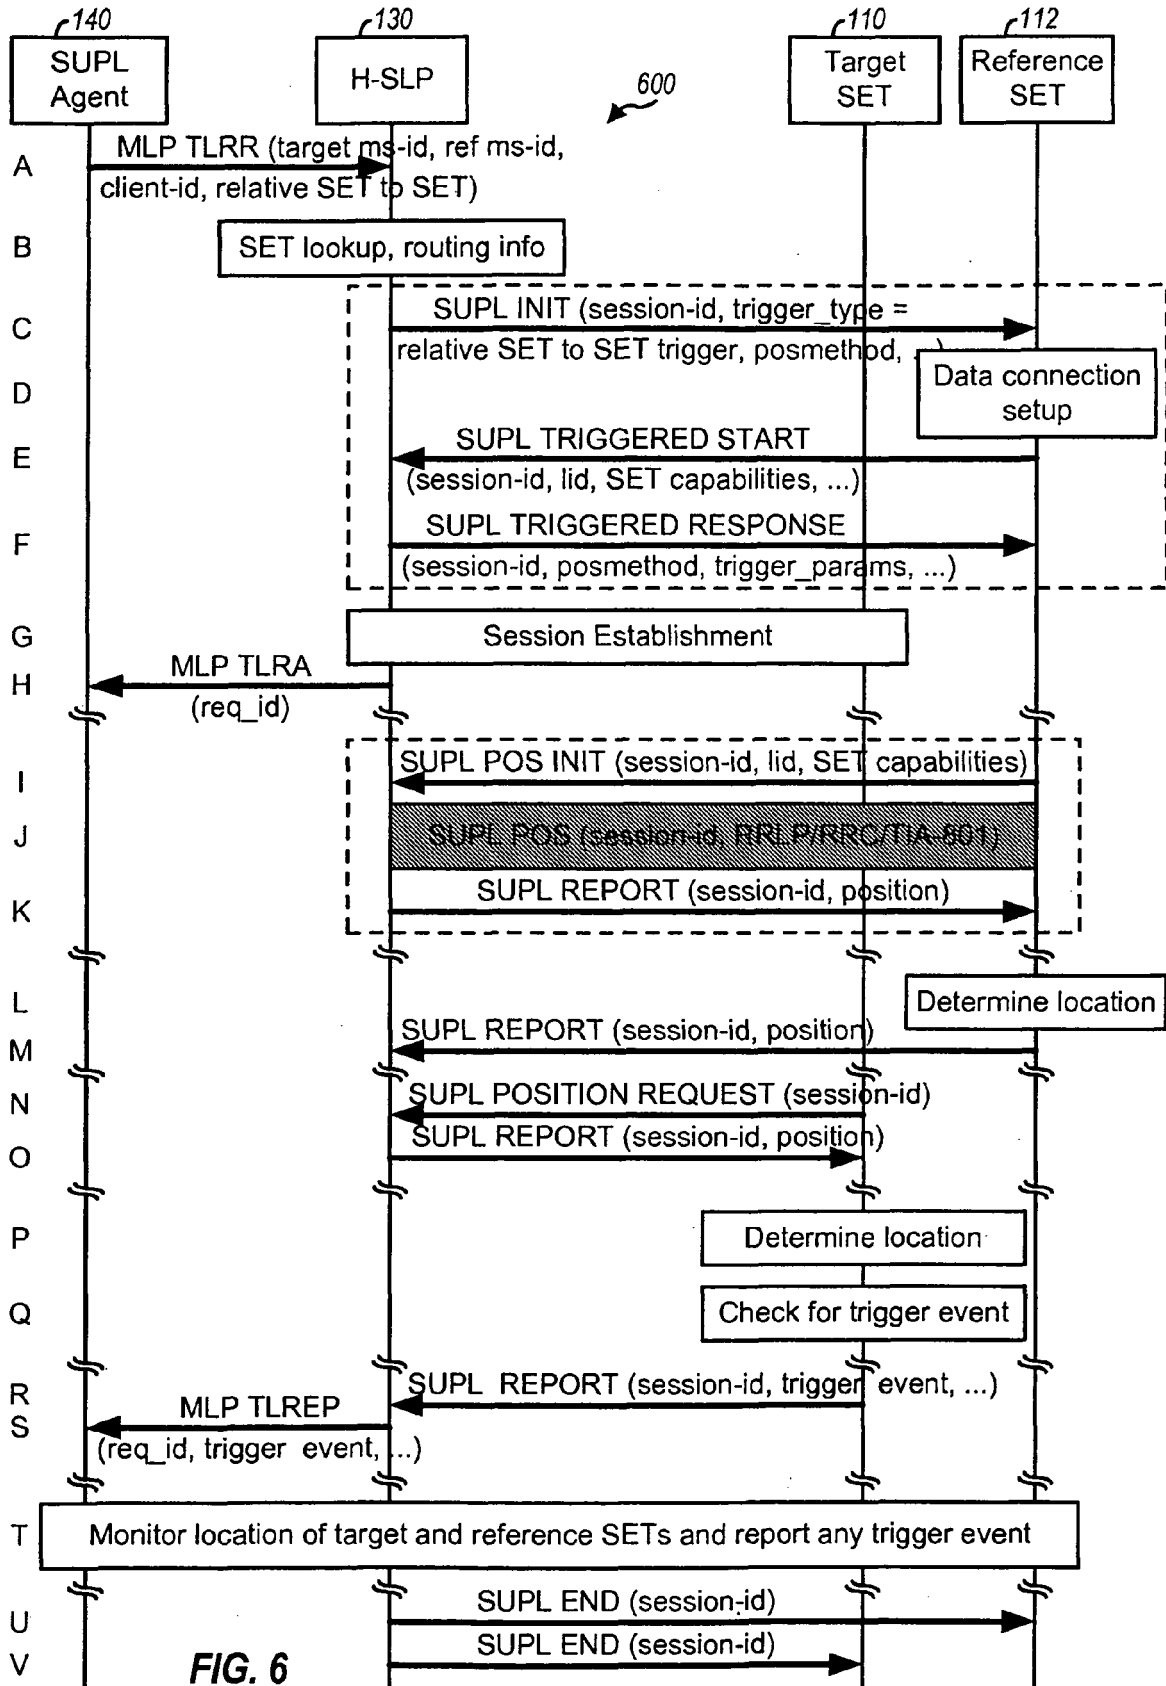 140
130
110
112
SUPL
Agent
H-SLP
Target
SET
Reference
SET
600
A
MLP TLRR (target ms-id, ref ms-id,
client-id, relative SET to SET)
B
SET lookup, routing info
C
SUPL INIT (session-id, trigger_type =
relative SET to SET trigger, posmethod, ...)
D
Data connection
setup
E
SUPL TRIGGERED START
(session-id, lid, SET capabilities, ...)
F
SUPL TRIGGERED RESPONSE
(session-id, posmethod, trigger_params, ...)
G
Session Establishment
H
MLP TLRA
(req_id)
I
SUPL POS INIT (session-id, lid, SET capabilities)
J
SUPL POS (session-id, RRLP/RRC/TIA-801)
K
SUPL REPORT (session-id, position)
L
Determine location
M
SUPL REPORT (session-id, position)
N
SUPL POSITION REQUEST (session-id)
O
SUPL REPORT (session-id, position)
P
Determine location
Q
Check for trigger event
R
SUPL REPORT (session-id, trigger event, ...)
S
MLP TLREP
(req_id, trigger event, ...)
T
Monitor location of target and reference SETs and report any trigger event
U
SUPL END (session-id)
V
SUPL END (session-id)
FIG. 6